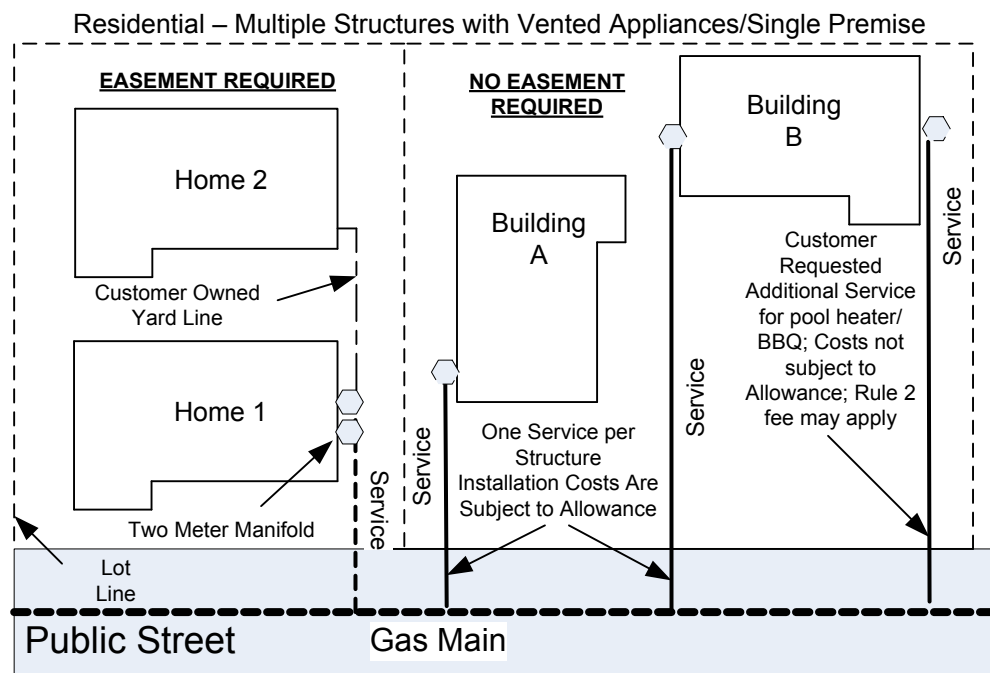 Residential – Multiple Structures with Vented Appliances/Single Premise
EASEMENT REQUIRED
NO EASEMENT
REQUIRED
Home 2
Customer Owned
Yard Line
Home 1
Two Meter Manifold
Service
Lot
Line
Building
A
Service
One Service per
Structure
Installation Costs Are
Subject to Allowance
Service
Building
B
Service
Customer
Requested
Additional Service
for pool heater/
BBQ; Costs not
subject to
Allowance; Rule 2
fee may apply
Public Street
Gas Main